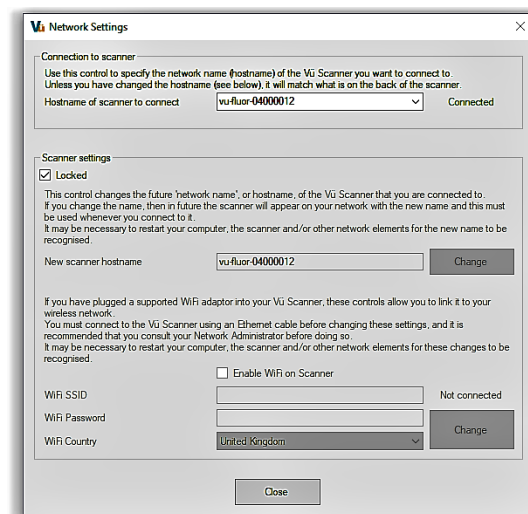 Vü Network Settings
Connection to scanner
Use this control to specify the network name (hostname) of the Vü Scanner you want to connect to.
Unless you have changed the hostname (see below), it will match what is on the back of the scanner.
Hostname of scanner to connect vu-fluor-04000012 Connected
Scanner settings
Locked
This control changes the future 'network name', or hostname, of the Vü Scanner that you are connected to.
If you change the name, then in future the scanner will appear on your network with the new name and this must
be used whenever you connect to it.
It may be necessary to restart your computer, the scanner and/or other network elements for the new name to be
recognised.
New scanner hostname vu-fluor-04000012 Change
If you have plugged a supported WiFi adaptor into your Vü Scanner, these controls allow you to link it to your
wireless network.
You must connect to the Vü Scanner using an Ethernet cable before changing these settings, and it is
recommended that you consult your Network Administrator before doing so.
It may be necessary to restart your computer, the scanner and/or other network elements for these changes to be
recognised.
Enable WiFi on Scanner
WiFi SSID Not connected
WiFi Password
Change
WiFi Country United Kingdom
Close